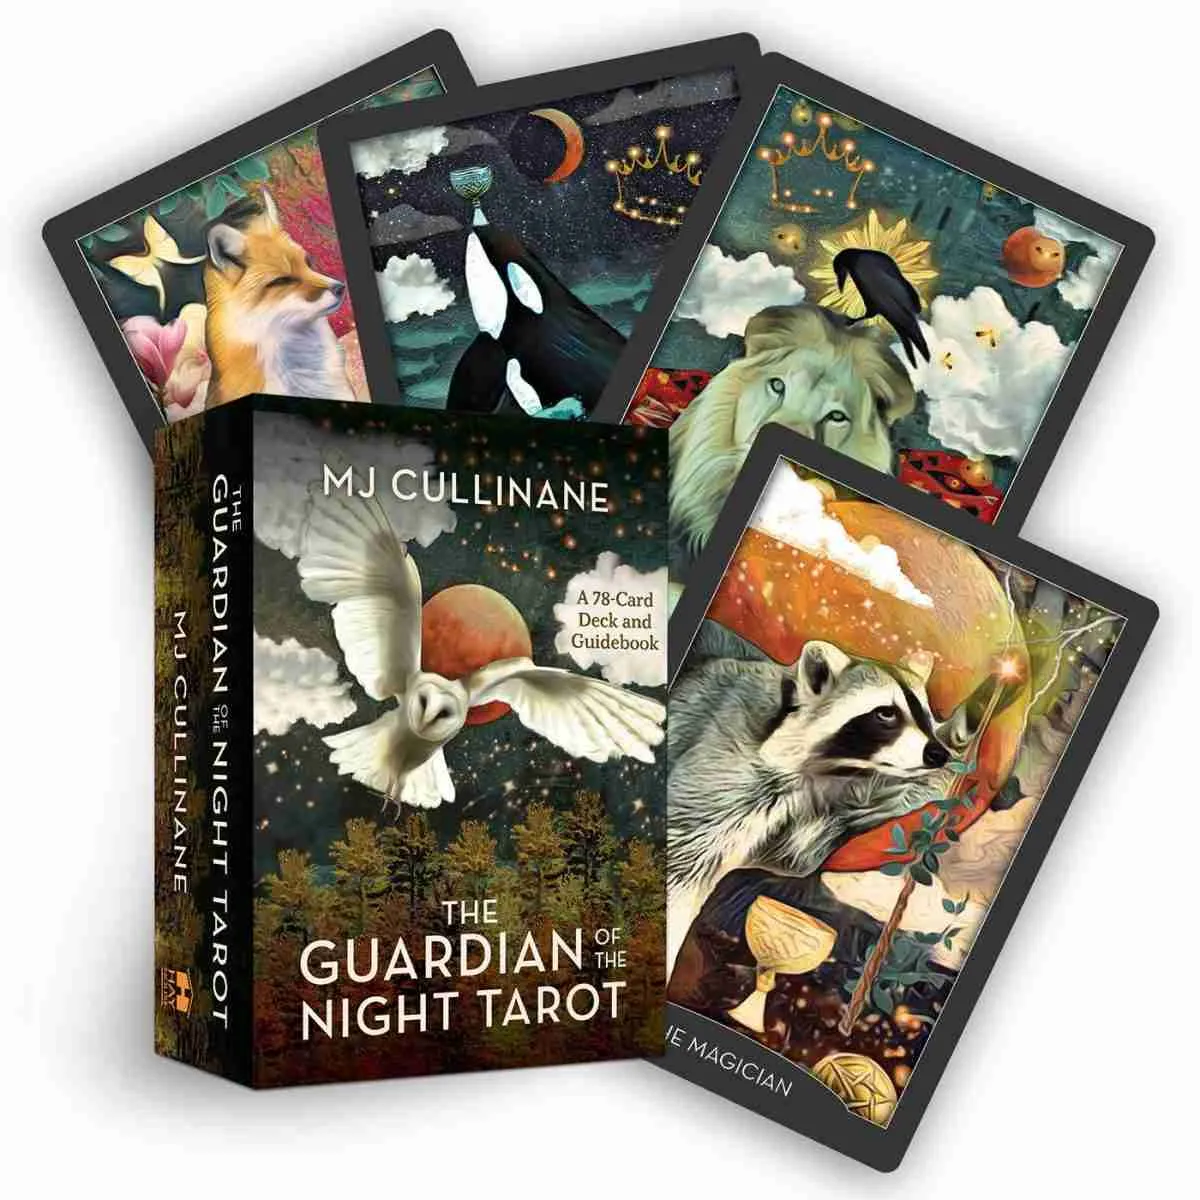 MJ CULLINANE
A 78-Card
Deck and
Guidebook
THE
GUARDIAN OF THE
NIGHT TAROT
THE GUARDIAN OF THE NIGHT TAROT
MJ CULLINANE
HE MAGICIAN